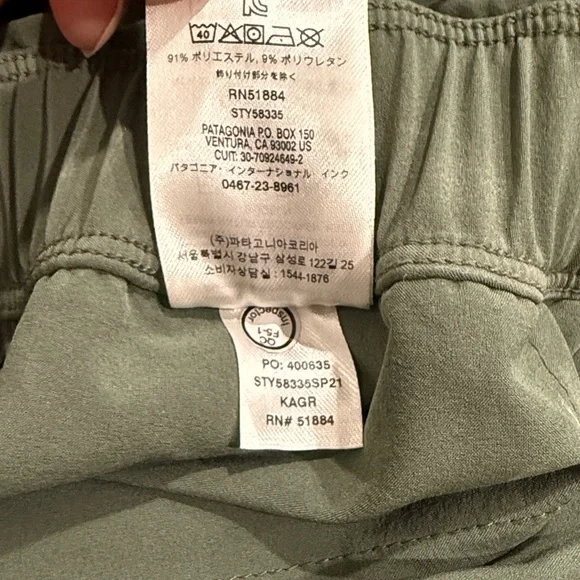 40
91% ポリエステル, 9% ポリウレタン
飾り付け部分を除く
RN51884
STY58335
PATAGONIA P.O. BOX 150
VENTURA, CA 93002 US
CUIT: 30-70924649-2
パタゴニア・インターナショナル インク
0467-23-8961
(주)파타고니아코리아
서울특별시 강남구 삼성로 122길 25
소비자상담실 : 1544-1876
Inspector
QC
FS-1
PO: 400635
STY58335SP21
KAGR
RN# 51884